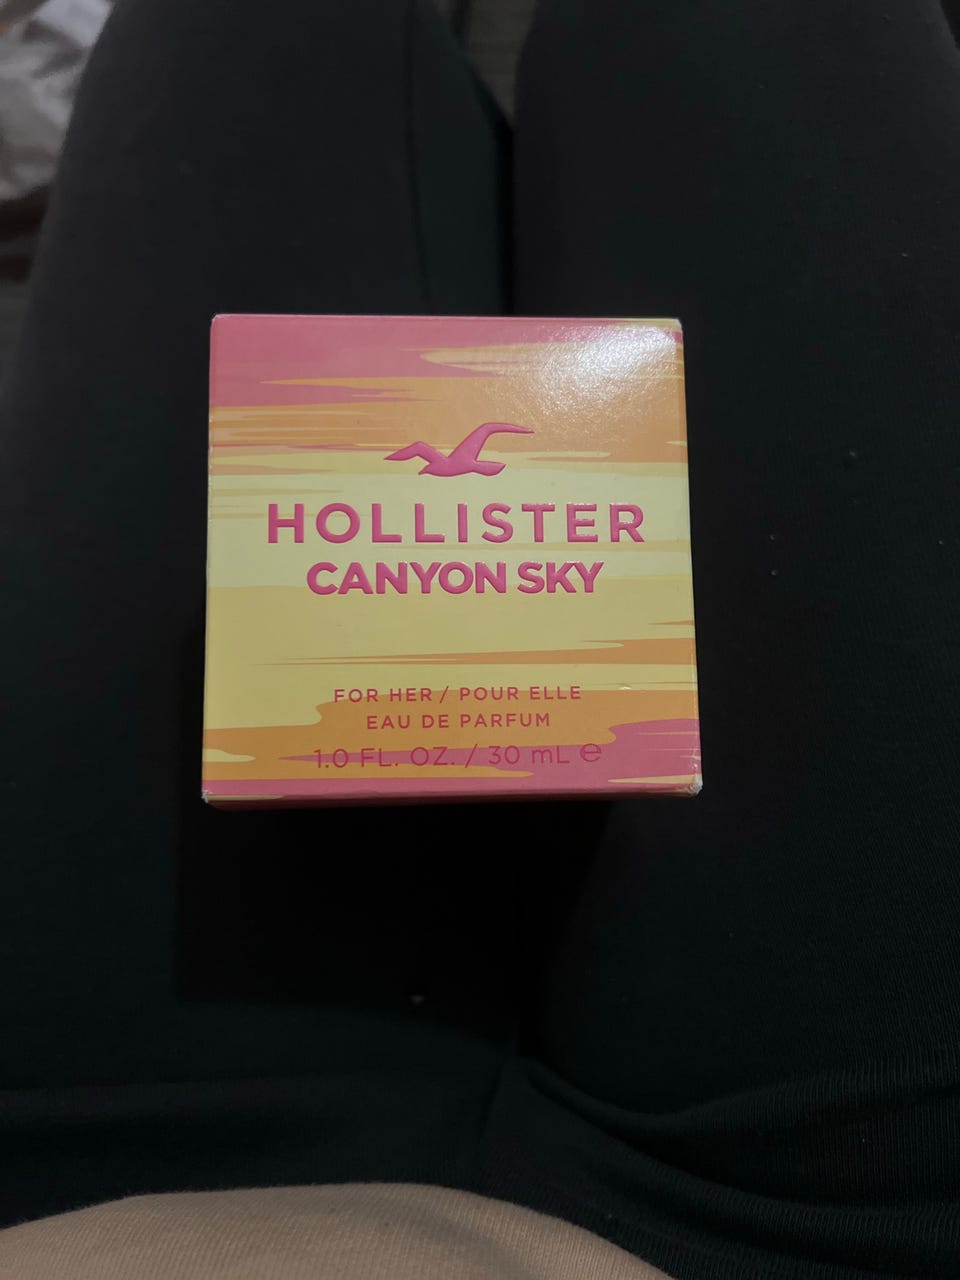 HOLLISTER
CANYON SKY
FOR HER / POUR ELLE
EAU DE PARFUM
1.0 FL. OZ. / 30 mL ℮